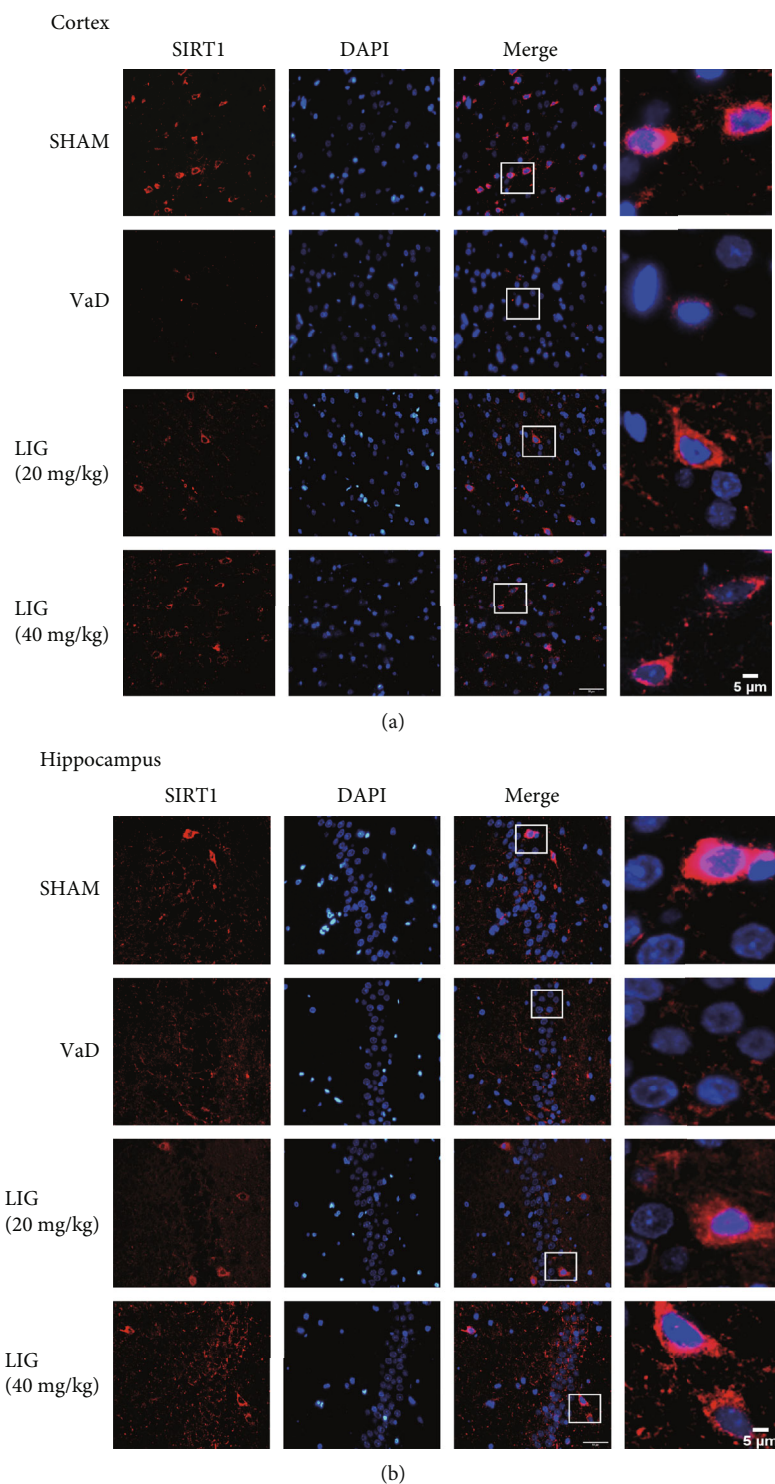 Cortex
SIRT1 DAPI Merge
SHAM
VaD
LIG
(20 mg/kg)
LIG
(40 mg/kg)
5 μm
(a)
Hippocampus
SIRT1 DAPI Merge
SHAM
VaD
LIG
(20 mg/kg)
LIG
(40 mg/kg)
5 μm
(b)